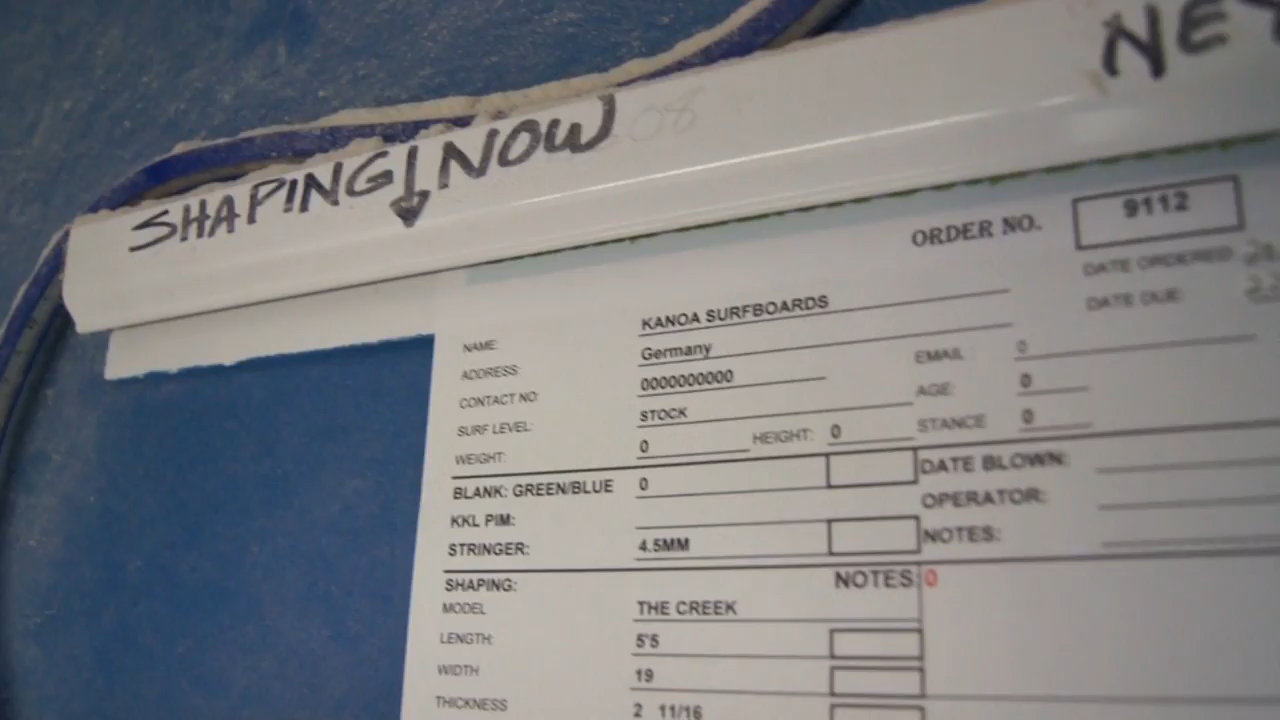 SHAPING NOW
ORDER NO. 9112
DATE ORDERED:
DATE DUE:
NAME: KANOA SURFBOARDS
ADDRESS: Germany
CONTACT NO: 0000000000 EMAIL 0
SURF LEVEL: STOCK AGE: 0
WEIGHT: 0 HEIGHT: 0 STANCE 0
BLANK: GREEN/BLUE 0 DATE BLOWN:
KKL PIM: OPERATOR:
STRINGER: 4.5MM NOTES:
SHAPING: NOTES: 0
MODEL THE CREEK
LENGTH: 5'5
WIDTH 19
THICKNESS 2 11/16